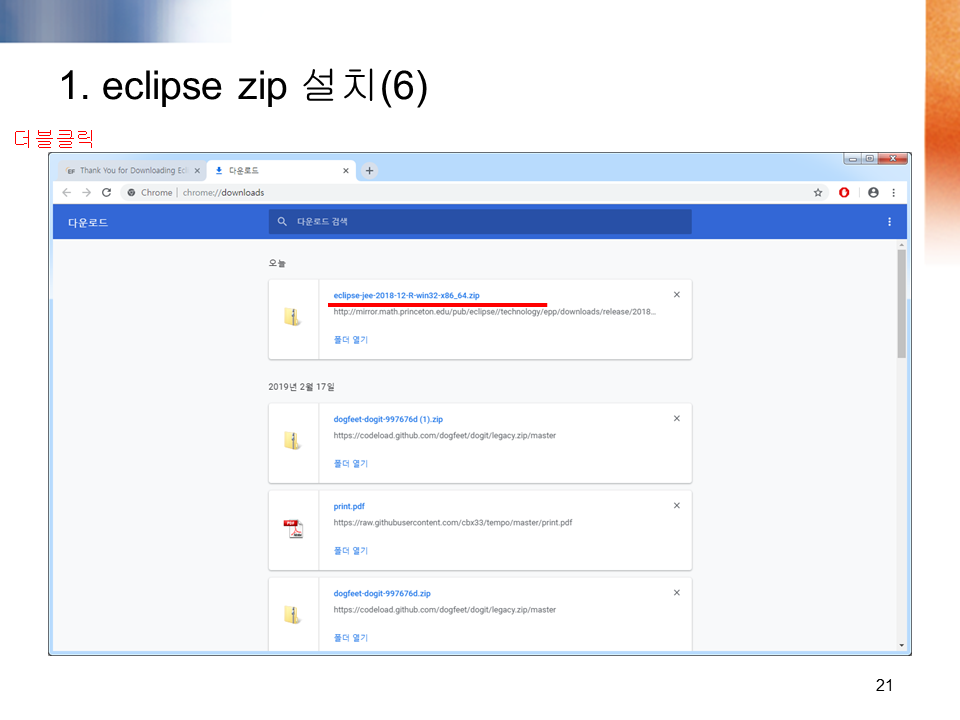 1. eclipse zip 설치(6)
더블클릭
Thank You for Downloading Ecl
다운로드
Chrome | chrome://downloads
다운로드
다운로드 검색
오늘
eclipse-jee-2018-12-R-win32-x86_64.zip
http://mirror.math.princeton.edu/pub/eclipse//technology/epp/downloads/release/2018...
폴더 열기
2019년 2월 17일
dogfeet-dogit-997676d (1).zip
https://codeload.github.com/dogfeet/dogit/legacy.zip/master
폴더 열기
print.pdf
https://raw.githubusercontent.com/cbx33/tempo/master/print.pdf
폴더 열기
dogfeet-dogit-997676d.zip
https://codeload.github.com/dogfeet/dogit/legacy.zip/master
폴더 열기
21